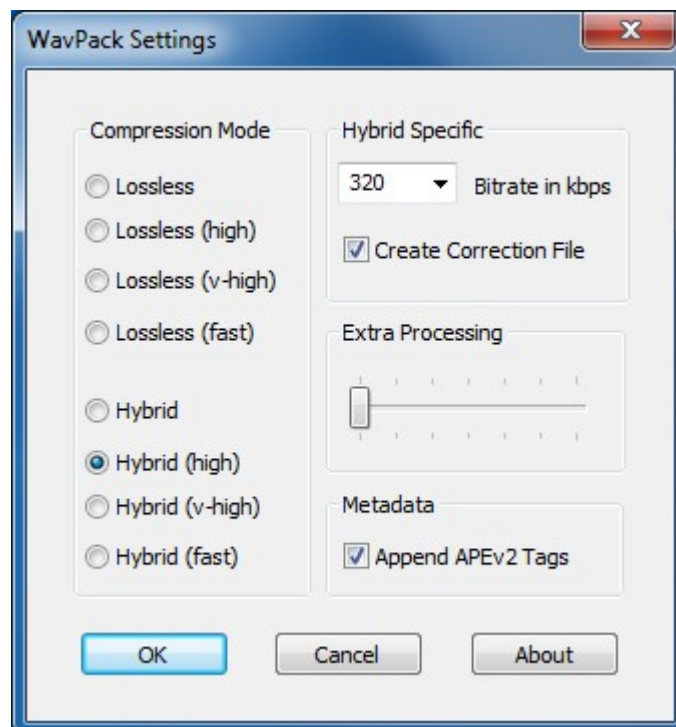 WavPack Settings
Compression Mode
Lossless
Lossless (high)
Lossless (v-high)
Lossless (fast)
Hybrid
Hybrid (high)
Hybrid (v-high)
Hybrid (fast)
Hybrid Specific
320 Bitrate in kbps
Create Correction File
Extra Processing
Metadata
Append APEv2 Tags
OK Cancel About